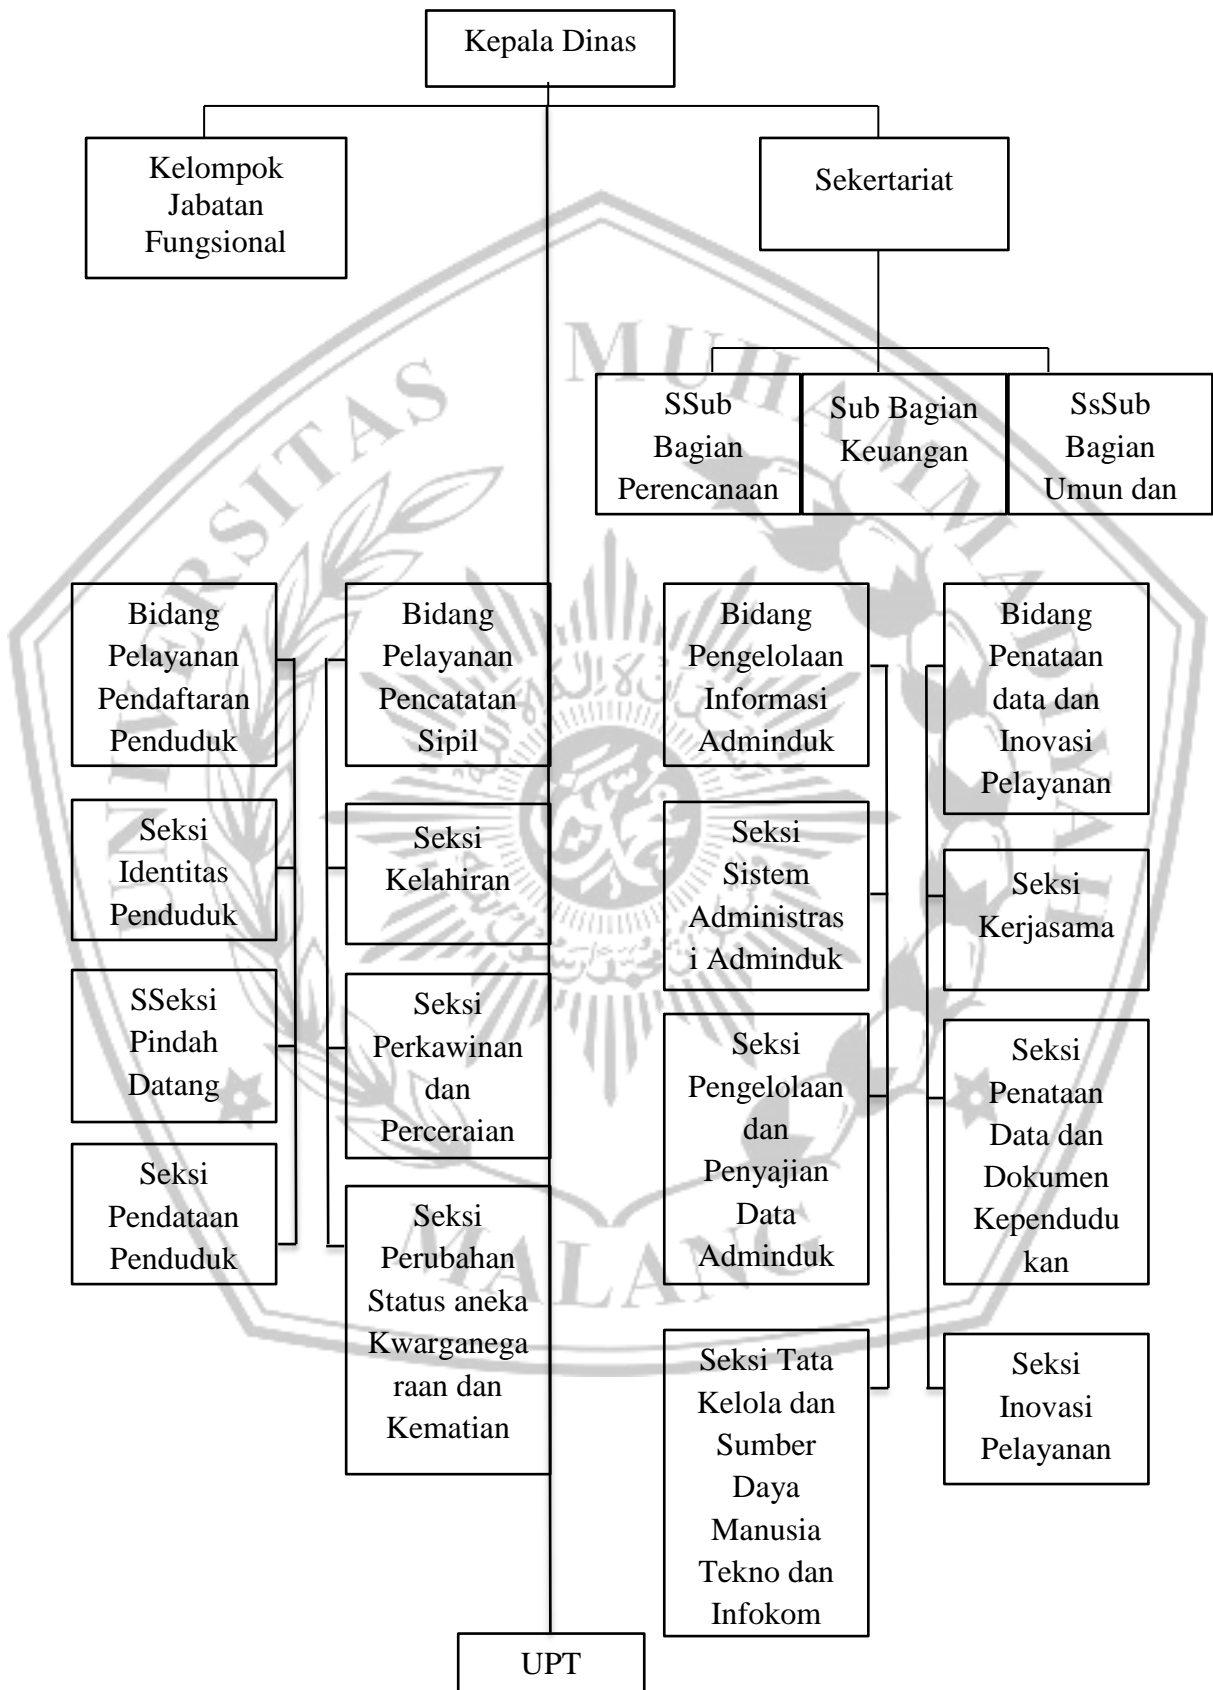 Kepala Dinas
Kelompok
Jabatan
Fungsional
Sekertariat
SSub
Bagian
Perencanaan
Sub Bagian
Keuangan
SsSub
Bagian
Umun dan
Bidang
Pelayanan
Pendaftaran
Penduduk
Bidang
Pelayanan
Pencatatan
Sipil
Bidang
Pengelolaan
Informasi
Adminduk
Bidang
Penataan
data dan
Inovasi
Pelayanan
Seksi
Identitas
Penduduk
Seksi
Kelahiran
Seksi
Sistem
Administras
i Adminduk
Seksi
Kerjasama
SSeksi
Pindah
Datang
Seksi
Perkawinan
dan
Perceraian
Seksi
Pengelolaan
dan
Penyajian
Data
Adminduk
Seksi
Penataan
Data dan
Dokumen
Kependudu
kan
Seksi
Pendataan
Penduduk
Seksi
Perubahan
Status aneka
Kwarganega
raan dan
Kematian
Seksi Tata
Kelola dan
Sumber
Daya
Manusia
Tekno dan
Infokom
Seksi
Inovasi
Pelayanan
UPT
UNIVERSITAS MUHAMMADIYAH
MALANG